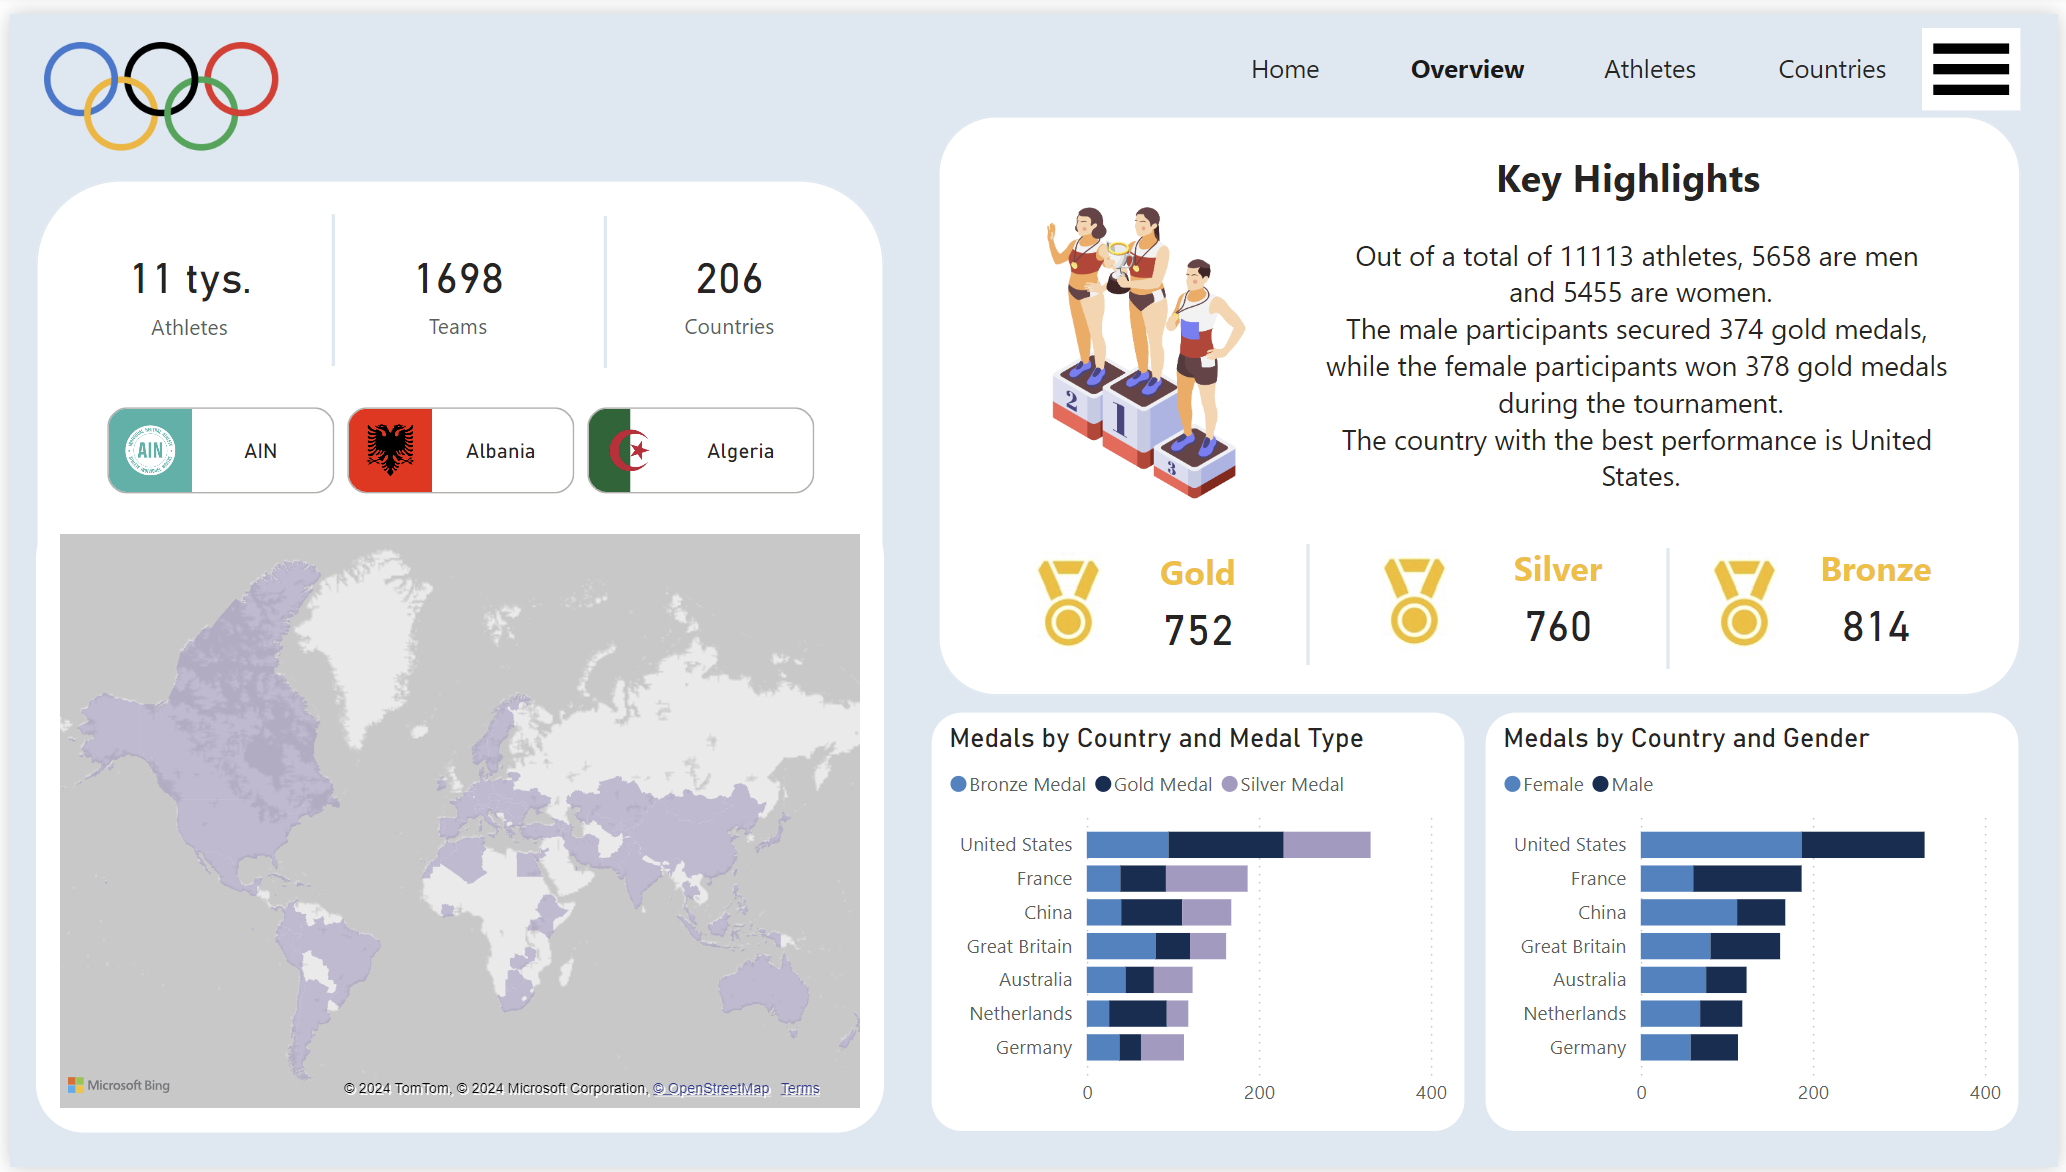 Home
Overview
Athletes
Countries
11 tys.
Athletes
1698
Teams
206
Countries
AIN
AIN
Albania
Algeria
Microsoft Bing
© 2024 TomTom, © 2024 Microsoft Corporation, © OpenStreetMap Terms
Key Highlights
Out of a total of 11113 athletes, 5658 are men
and 5455 are women.
The male participants secured 374 gold medals,
while the female participants won 378 gold medals
during the tournament.
The country with the best performance is United
States.
2
1
3
Gold
752
Silver
760
Bronze
814
Medals by Country and Medal Type
Bronze Medal Gold Medal Silver Medal
United States
France
China
Great Britain
Australia
Netherlands
Germany
0 200 400
Medals by Country and Gender
Female Male
United States
France
China
Great Britain
Australia
Netherlands
Germany
0 200 400